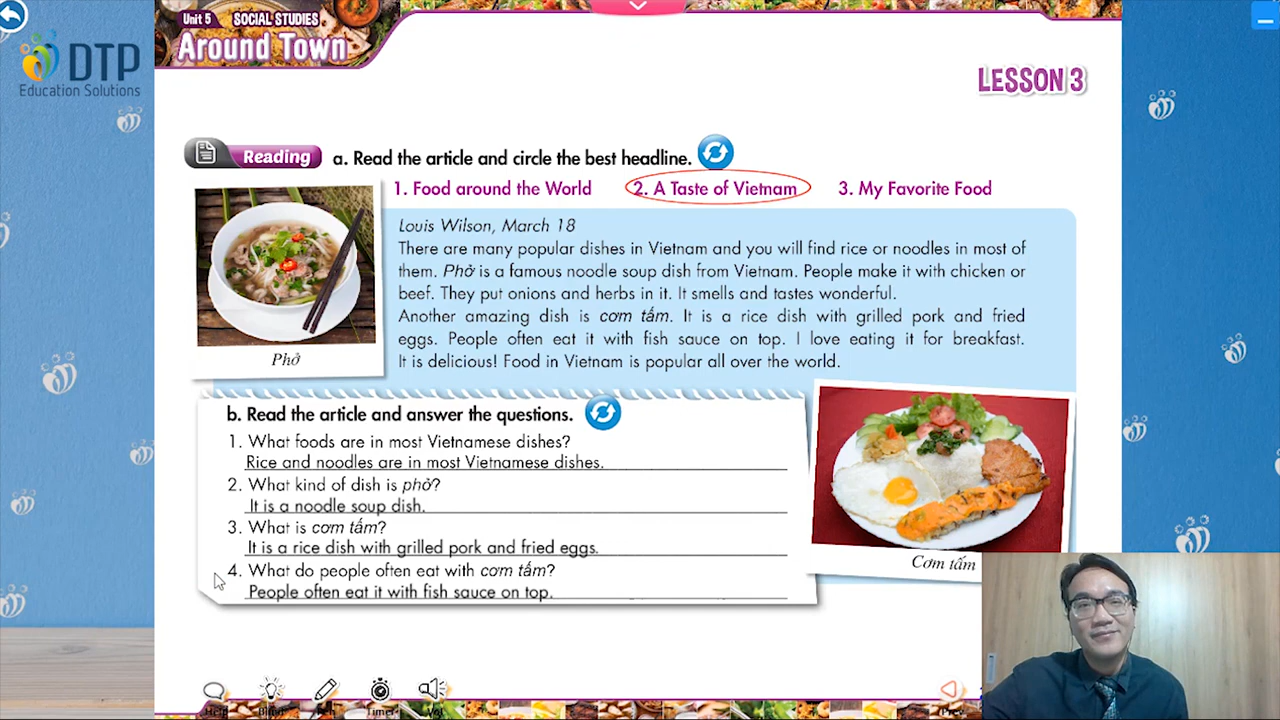 Unit 5 SOCIAL STUDIES
Around Town
DTP
Education Solutions
LESSON 3
Reading a. Read the article and circle the best headline.
1. Food around the World 2. A Taste of Vietnam 3. My Favorite Food
Louis Wilson, March 18
There are many popular dishes in Vietnam and you will find rice or noodles in most of
them. Phở is a famous noodle soup dish from Vietnam. People make it with chicken or
beef. They put onions and herbs in it. It smells and tastes wonderful.
Another amazing dish is cơm tấm. It is a rice dish with grilled pork and fried
eggs. People often eat it with fish sauce on top. I love eating it for breakfast.
It is delicious! Food in Vietnam is popular all over the world.
Phở
b. Read the article and answer the questions.
1. What foods are in most Vietnamese dishes?
Rice and noodles are in most Vietnamese dishes.
2. What kind of dish is phở?
It is a noodle soup dish.
3. What is cơm tấm?
It is a rice dish with grilled pork and fried eggs.
4. What do people often eat with cơm tấm?
People often eat it with fish sauce on top.
Cơm tấm